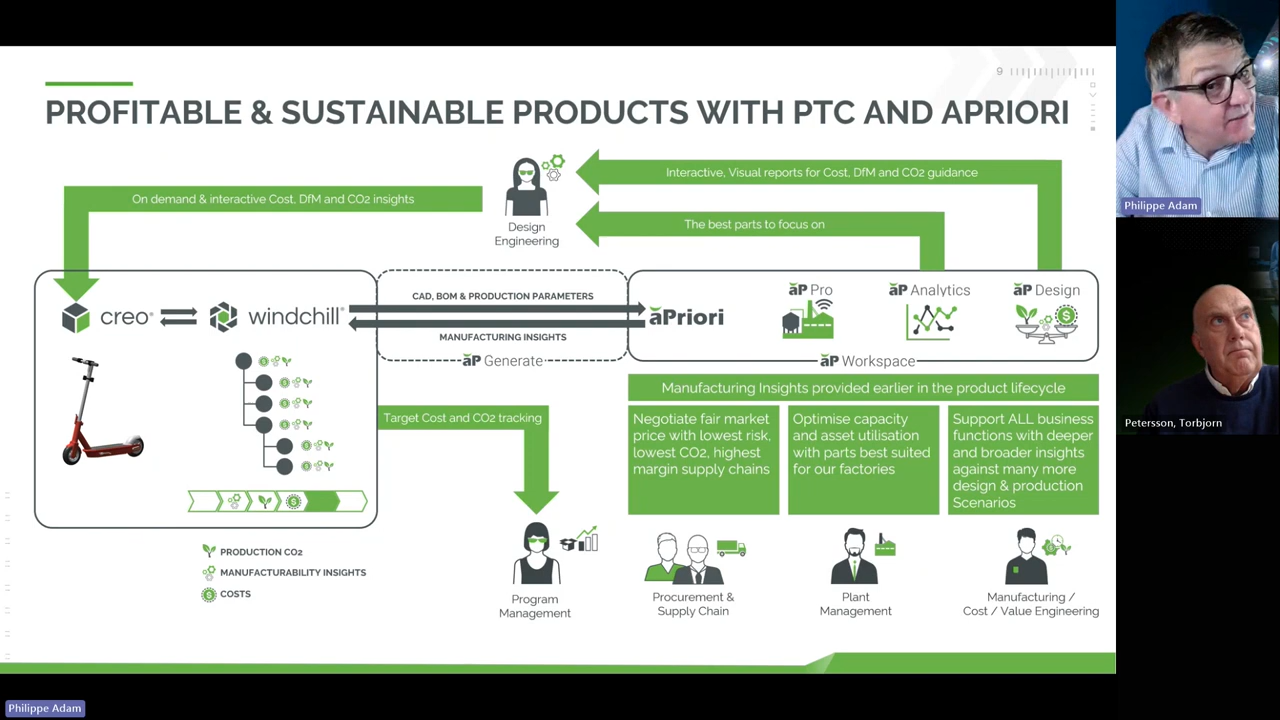 9
PROFITABLE & SUSTAINABLE PRODUCTS WITH PTC AND APRIORI
Interactive, Visual reports for Cost, DfM and CO2 guidance
On demand & interactive Cost, DfM and CO2 insights
The best parts to focus on
Design
Engineering
Philippe Adam
creo®
windchill®
CAD, BOM & PRODUCTION PARAMETERS
MANUFACTURING INSIGHTS
aP Generate
aPriori
aP Pro
aP Analytics
aP Design
aP Workspace
Manufacturing Insights provided earlier in the product lifecycle
Target Cost and CO2 tracking
Negotiate fair market
price with lowest risk,
lowest CO2, highest
margin supply chains
Optimise capacity
and asset utilisation
with parts best suited
for our factories
Support ALL business
functions with deeper
and broader insights
against many more
design & production
Scenarios
Petersson, Torbjorn
PRODUCTION CO2
MANUFACTURABILITY INSIGHTS
COSTS
Program
Management
Procurement &
Supply Chain
Plant
Management
Manufacturing /
Cost / Value Engineering
Philippe Adam